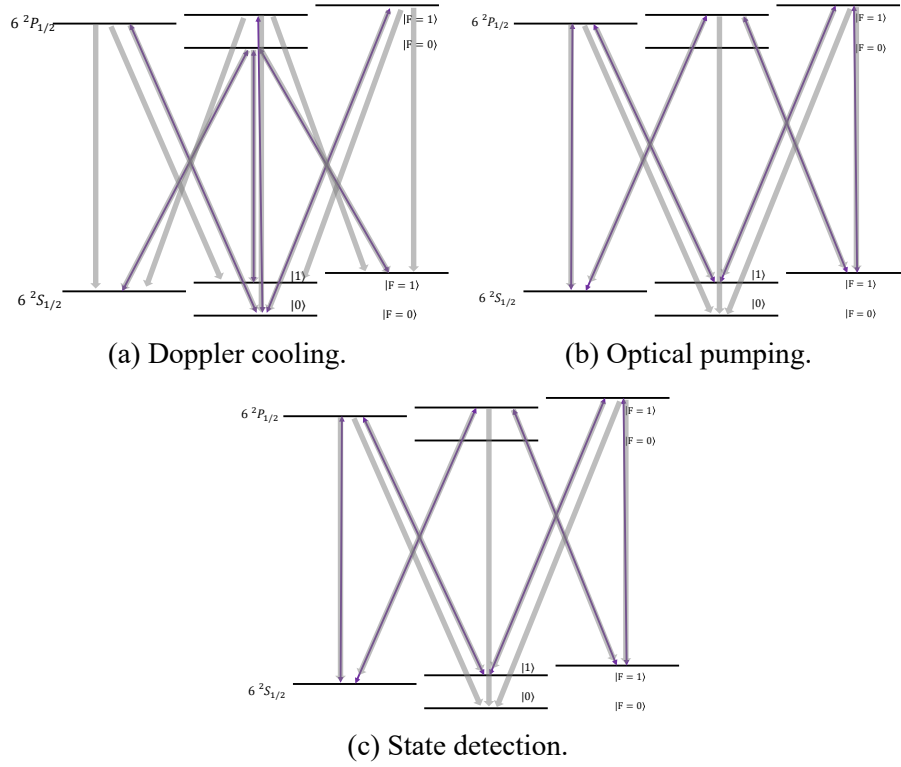 6 ²P₁/₂
|F = 1⟩
|F = 0⟩
|1⟩
6 ²S₁/₂
|0⟩
|F = 1⟩
|F = 0⟩
(a) Doppler cooling.
6 ²P₁/₂
|F = 1⟩
|F = 0⟩
|1⟩
6 ²S₁/₂
|0⟩
|F = 1⟩
|F = 0⟩
(b) Optical pumping.
6 ²P₁/₂
|F = 1⟩
|F = 0⟩
|1⟩
6 ²S₁/₂
|0⟩
|F = 1⟩
|F = 0⟩
(c) State detection.